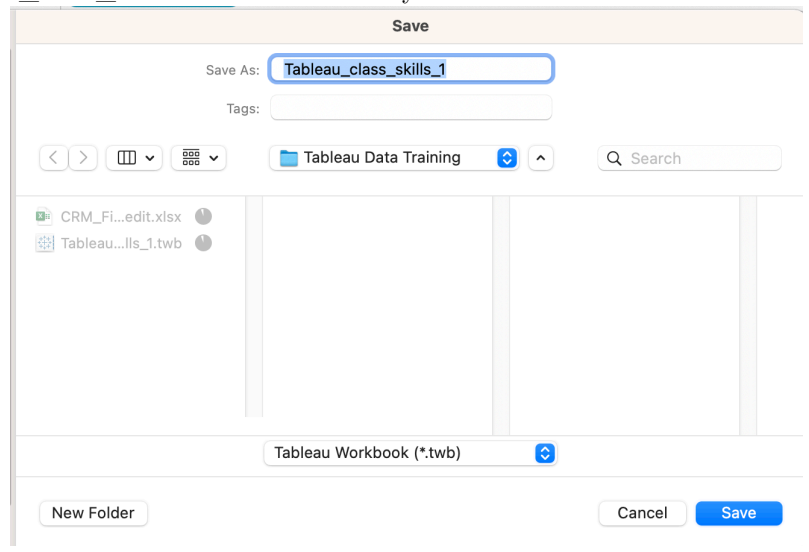 Save
Save As: Tableau_class_skills_1
Tags:
Tableau Data Training
Search
CRM_Fi...edit.xlsx
Tableau...lls_1.twb
Tableau Workbook (*.twb)
New Folder Cancel Save